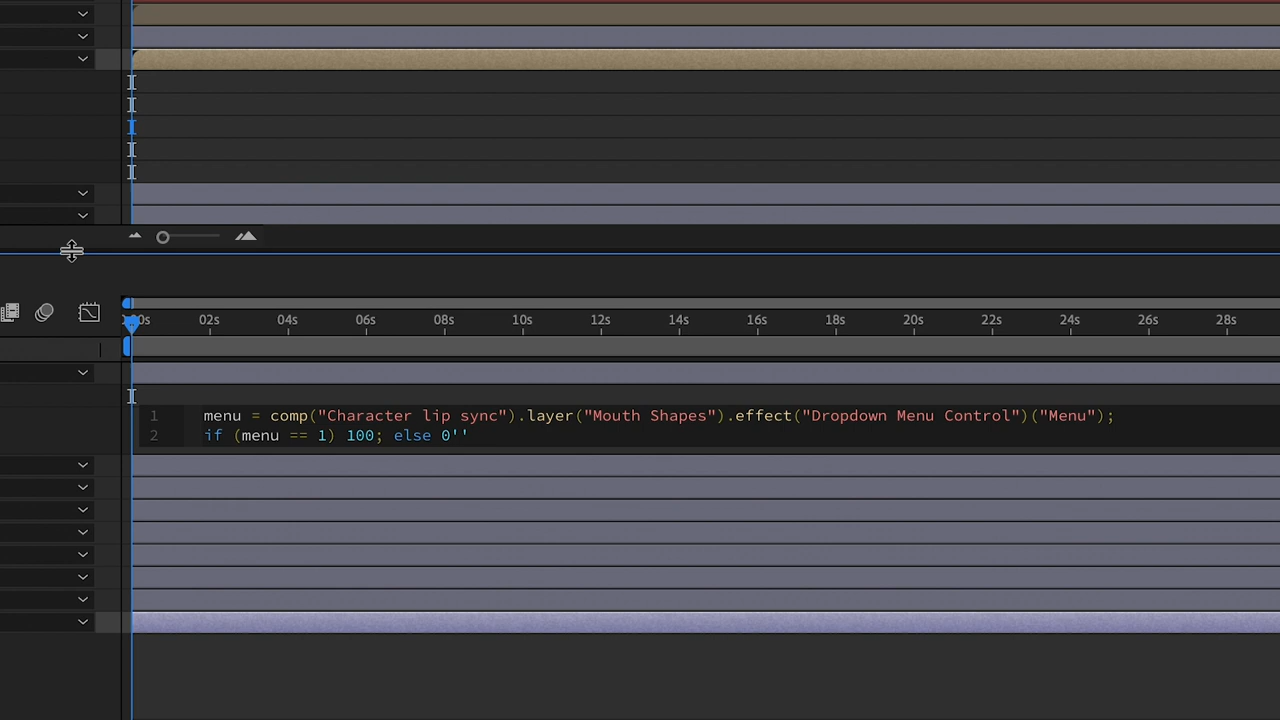 02s 04s 06s 08s 10s 12s 14s 16s 18s 20s 22s 24s 26s 28s
1 menu = comp("Character lip sync").layer("Mouth Shapes").effect("Dropdown Menu Control")("Menu");
2 if (menu == 1) 100; else 0''